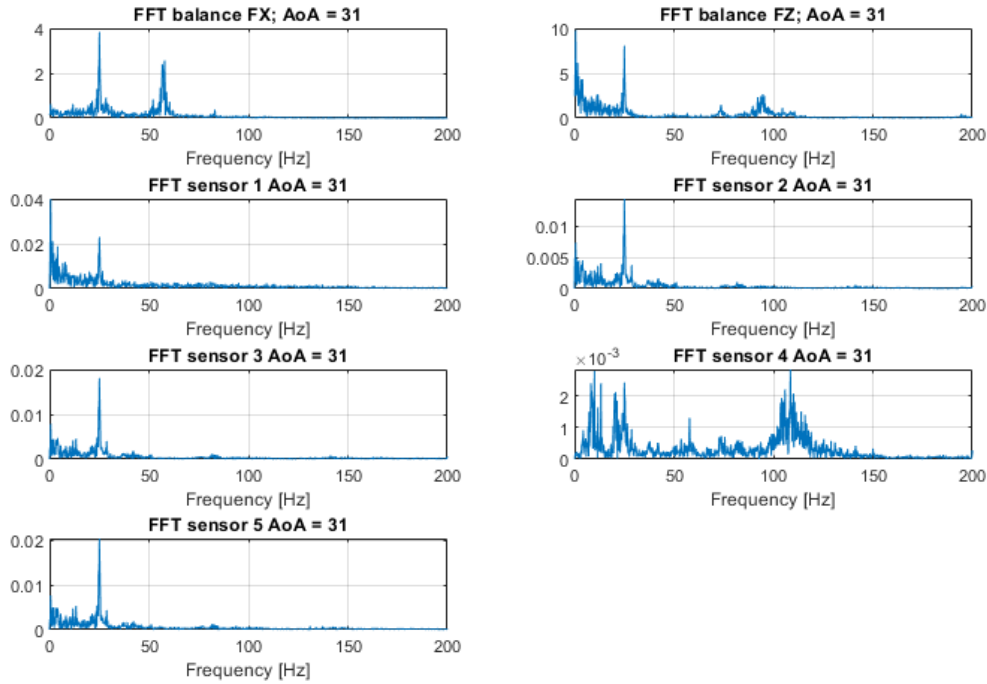 FFT balance FX; AoA = 31
4
2
0
0 50 100 150 200
Frequency [Hz]
FFT balance FZ; AoA = 31
10
5
0
0 50 100 150 200
Frequency [Hz]
FFT sensor 1 AoA = 31
0.04
0.02
0
0 50 100 150 200
Frequency [Hz]
FFT sensor 2 AoA = 31
0.01
0.005
0
0 50 100 150 200
Frequency [Hz]
FFT sensor 3 AoA = 31
0.02
0.01
0
0 50 100 150 200
Frequency [Hz]
×10⁻³ FFT sensor 4 AoA = 31
2
1
0
0 50 100 150 200
Frequency [Hz]
FFT sensor 5 AoA = 31
0.02
0.01
0
0 50 100 150 200
Frequency [Hz]